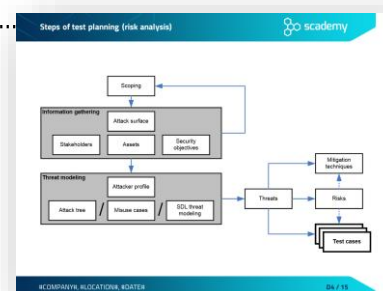 Steps of test planning (risk analysis)
scademy
Scoping
Information gathering
Attack surface
Stakeholders
Assets
Security
objectives
Threat modeling
Attacker profile
Attack tree / Misuse cases / SDL threat
modeling
Threats
Mitigation
techniques
Risks
Test cases
#COMPANY#, #LOCATION#, #DATE#
D4 / 15